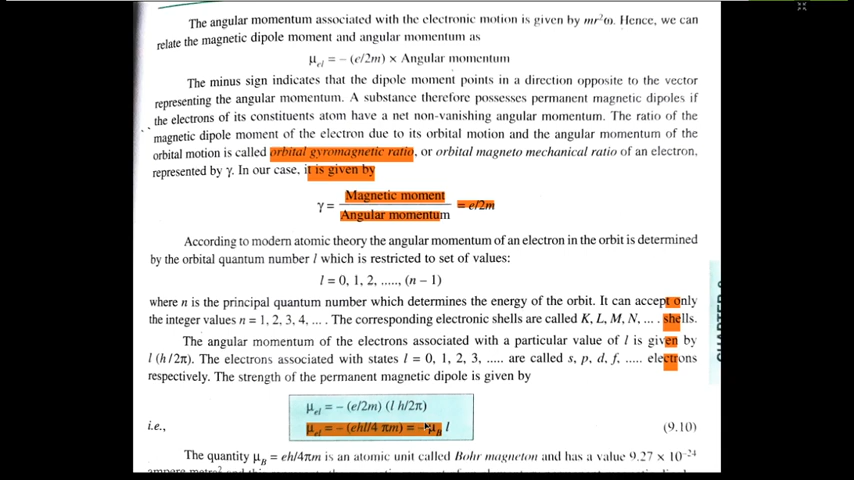 The angular momentum associated with the electronic motion is given by mr²ω. Hence, we can
relate the magnetic dipole moment and angular momentum as
μel = – (e/2m) × Angular momentum
The minus sign indicates that the dipole moment points in a direction opposite to the vector
representing the angular momentum. A substance therefore possesses permanent magnetic dipoles if
the electrons of its constituents atom have a net non-vanishing angular momentum. The ratio of the
magnetic dipole moment of the electron due to its orbital motion and the angular momentum of the
orbital motion is called orbital gyromagnetic ratio, or orbital magneto mechanical ratio of an electron,
represented by γ. In our case, it is given by
γ = Magnetic moment / Angular momentum = e/2m
According to modern atomic theory the angular momentum of an electron in the orbit is determined
by the orbital quantum number l which is restricted to set of values:
l = 0, 1, 2, ....., (n – 1)
where n is the principal quantum number which determines the energy of the orbit. It can accept only
the integer values n = 1, 2, 3, 4, ... . The corresponding electronic shells are called K, L, M, N, ... . shells.
The angular momentum of the electrons associated with a particular value of l is given by
l (h/2π). The electrons associated with states l = 0, 1, 2, 3, ..... are called s, p, d, f, ..... electrons
respectively. The strength of the permanent magnetic dipole is given by
μel = – (e/2m) (l h/2π)
i.e., μel = – (ehl/4 πm) = – μB l (9.10)
The quantity μB = eh/4πm is an atomic unit called Bohr magneton and has a value 9.27 × 10⁻²⁴
CHAPTER